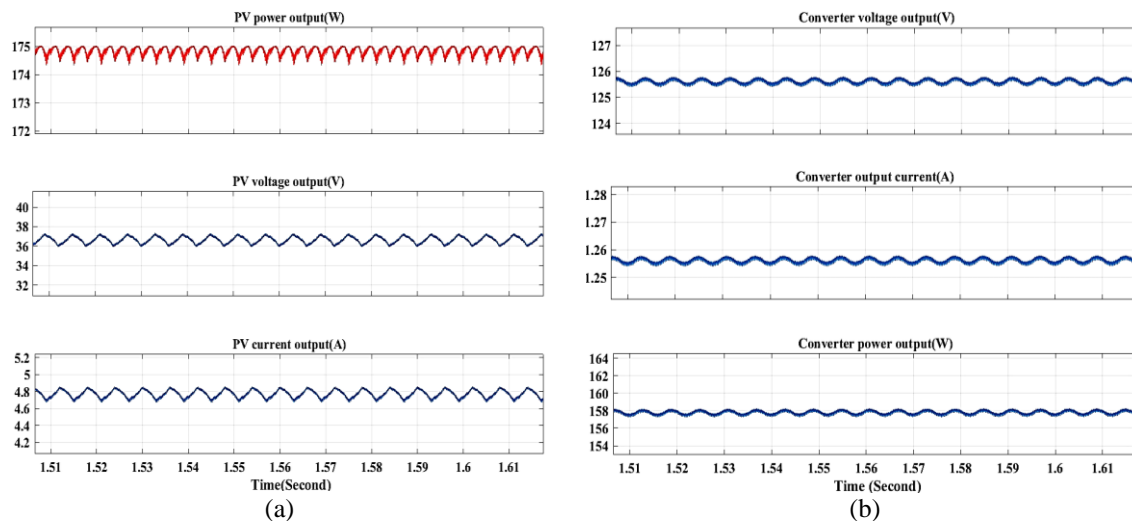 PV power output(W)
175
174
173
172
PV voltage output(V)
40
38
36
34
32
PV current output(A)
5.2
5
4.8
4.6
4.4
4.2
1.51 1.52 1.53 1.54 1.55 1.56 1.57 1.58 1.59 1.6 1.61
Time(Second)
(a)
Converter voltage output(V)
127
126
125
124
Converter output current(A)
1.28
1.26
1.25
Converter power output(W)
164
162
160
158
156
154
1.51 1.52 1.53 1.54 1.55 1.56 1.57 1.58 1.59 1.6 1.61
Time (Second)
(b)